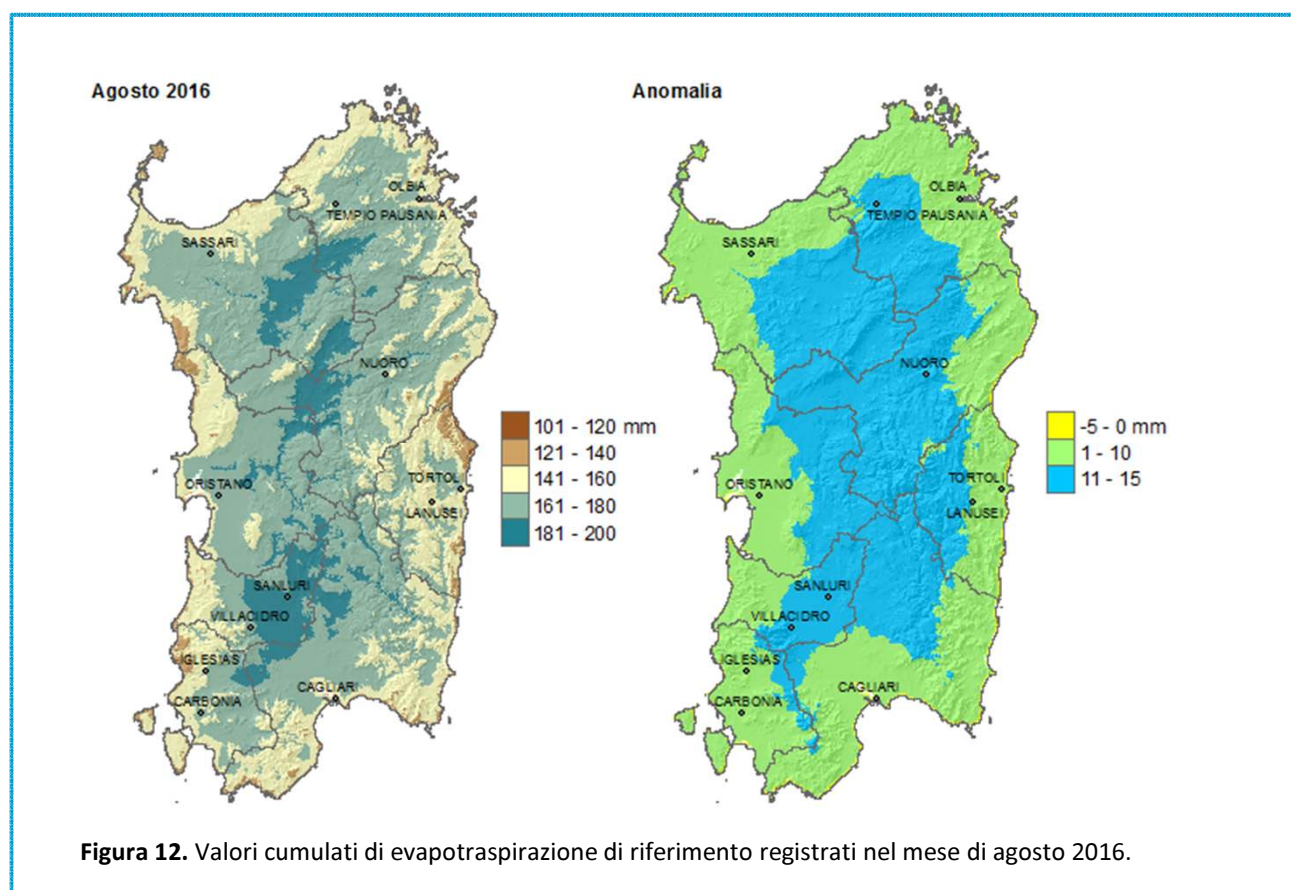 Agosto 2016
OLBIA
TEMPIO PAUSANIA
SASSARI
NUORO
ORISTANO
TORTOLI
LANUSEI
SANLURI
VILLACIDRO
IGLESIAS
CARBONIA
CAGLIARI
101 - 120 mm
121 - 140
141 - 160
161 - 180
181 - 200
Anomalia
OLBIA
TEMPIO PAUSANIA
SASSARI
NUORO
ORISTANO
TORTOLI
LANUSEI
SANLURI
VILLACIDRO
IGLESIAS
CARBONIA
CAGLIARI
-5 - 0 mm
1 - 10
11 - 15
Figura 12. Valori cumulati di evapotraspirazione di riferimento registrati nel mese di agosto 2016.